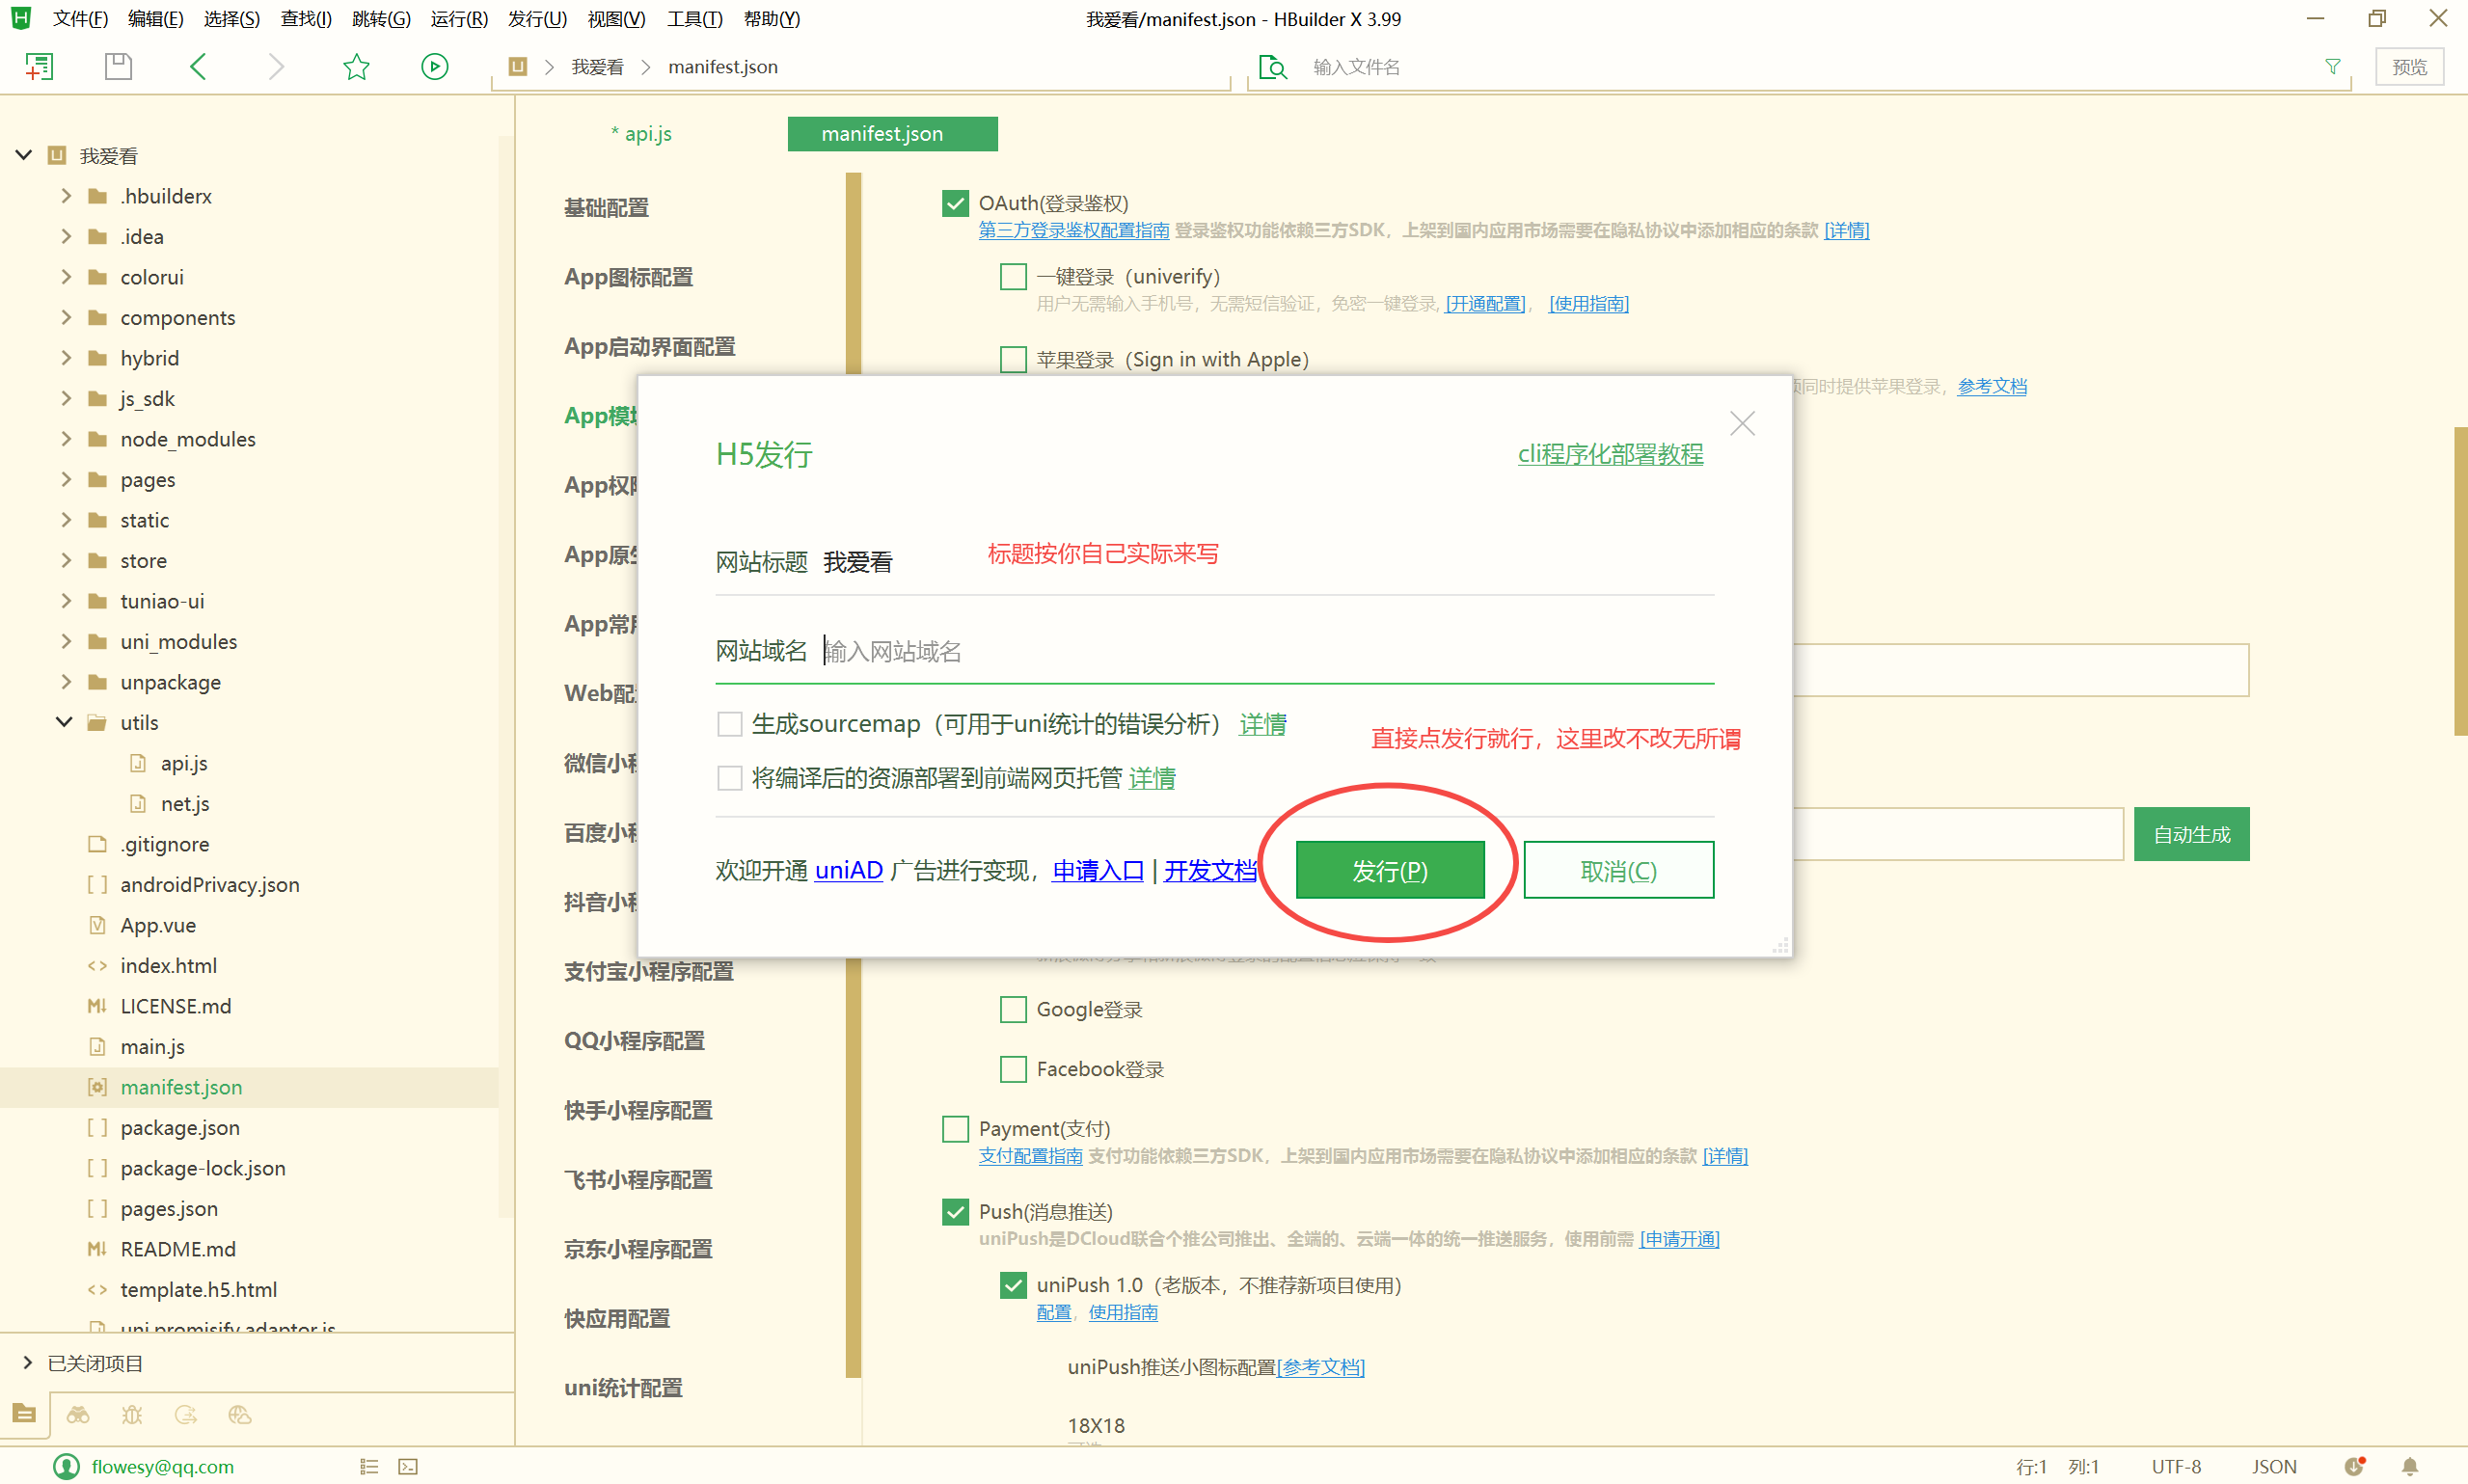 文件(F) 编辑(E) 选择(S) 查找(I) 跳转(G) 运行(R) 发行(U) 视图(V) 工具(T) 帮助(Y)
我爱看/manifest.json - HBuilder X 3.99
我爱看
manifest.json
输入文件名
预览
我爱看
.hbuilderx
.idea
colorui
components
hybrid
js_sdk
node_modules
pages
static
store
tuniao-ui
uni_modules
unpackage
utils
api.js
net.js
.gitignore
androidPrivacy.json
App.vue
index.html
LICENSE.md
main.js
manifest.json
package.json
package-lock.json
pages.json
README.md
template.h5.html
uni.promisify.adaptor.js
已关闭项目
* api.js
manifest.json
基础配置
App图标配置
App启动界面配置
App模
App权
App原
App常
Web配
微信小
百度小
抖音小
支付宝小程序配置
QQ小程序配置
快手小程序配置
飞书小程序配置
京东小程序配置
快应用配置
uni统计配置
OAuth(登录鉴权)
第三方登录鉴权配置指南 登录鉴权功能依赖三方SDK，上架到国内应用市场需要在隐私协议中添加相应的条款 [详情]
一键登录（univerify）
用户无需输入手机号，无需短信验证，免密一键登录, [开通配置]， [使用指南]
苹果登录（Sign in with Apple）
同时提供苹果登录，参考文档
H5发行
cli程序化部署教程
网站标题 我爱看
标题按你自己实际来写
网站域名 输入网站域名
生成sourcemap（可用于uni统计的错误分析） 详情
直接点发行就行，这里改不改无所谓
将编译后的资源部署到前端网页托管 详情
欢迎开通 uniAD 广告进行变现，申请入口 | 开发文档
发行(P)
取消(C)
自动生成
Google登录
Facebook登录
Payment(支付)
支付配置指南 支付功能依赖三方SDK，上架到国内应用市场需要在隐私协议中添加相应的条款 [详情]
Push(消息推送)
uniPush是DCloud联合个推公司推出、全端的、云端一体的统一推送服务，使用前需 [申请开通]
uniPush 1.0（老版本，不推荐新项目使用）
配置，使用指南
uniPush推送小图标配置[参考文档]
18X18
flowesy@qq.com
行:1 列:1
UTF-8
JSON